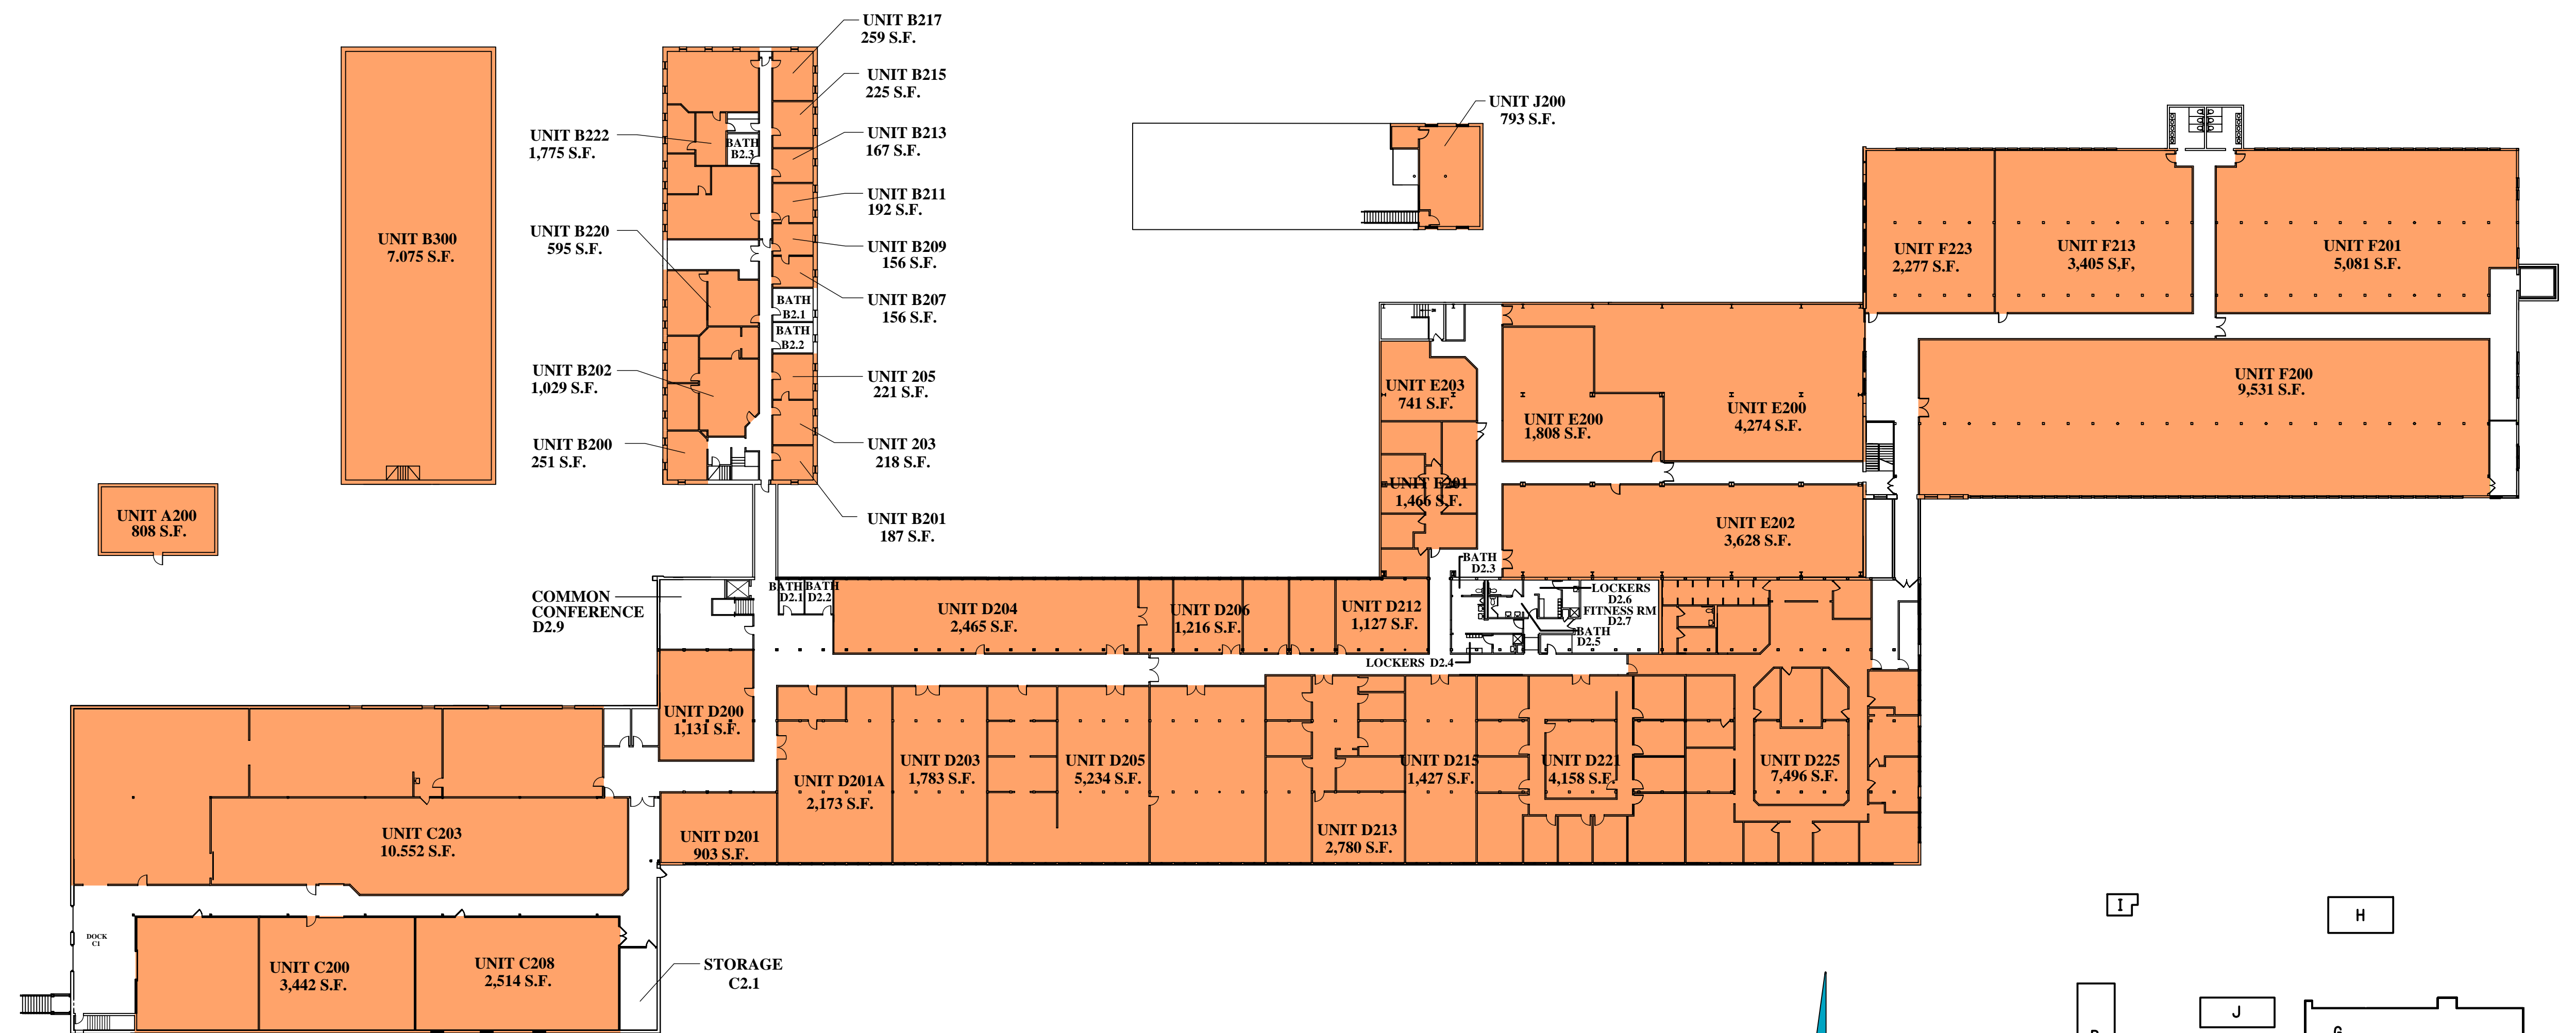 UNIT B217
259 S.F.
UNIT B215
225 S.F.
UNIT B213
167 S.F.
UNIT B211
192 S.F.
UNIT B209
156 S.F.
UNIT B207
156 S.F.
UNIT 205
221 S.F.
UNIT 203
218 S.F.
UNIT B201
187 S.F.
UNIT B222
1,775 S.F.
UNIT B220
595 S.F.
UNIT B202
1,029 S.F.
UNIT B200
251 S.F.
BATH
B2.3
BATH
B2.1
BATH
B2.2
UNIT B300
7.075 S.F.
UNIT A200
808 S.F.
UNIT J200
793 S.F.
UNIT F223
2,277 S.F.
UNIT F213
3,405 S,F,
UNIT F201
5,081 S.F.
UNIT F200
9,531 S.F.
UNIT E203
741 S.F.
UNIT E200
1,808 S.F.
UNIT E200
4,274 S.F.
UNIT E201
1,466 S.F.
UNIT E202
3,628 S.F.
BATH
D2.3
LOCKERS
D2.6
FITNESS RM
D2.7
BATH
D2.5
LOCKERS D2.4
COMMON
CONFERENCE
D2.9
BATH
D2.1
BATH
D2.2
UNIT D204
2,465 S.F.
UNIT D206
1,216 S.F.
UNIT D212
1,127 S.F.
UNIT D200
1,131 S.F.
UNIT D201A
2,173 S.F.
UNIT D203
1,783 S.F.
UNIT D205
5,234 S.F.
UNIT D215
1,427 S.F.
UNIT D221
4,158 S.F.
UNIT D225
7,496 S.F.
UNIT D213
2,780 S.F.
UNIT D201
903 S.F.
UNIT C203
10.552 S.F.
DOCK
C1
UNIT C200
3,442 S.F.
UNIT C208
2,514 S.F.
STORAGE
C2.1
I
H
J